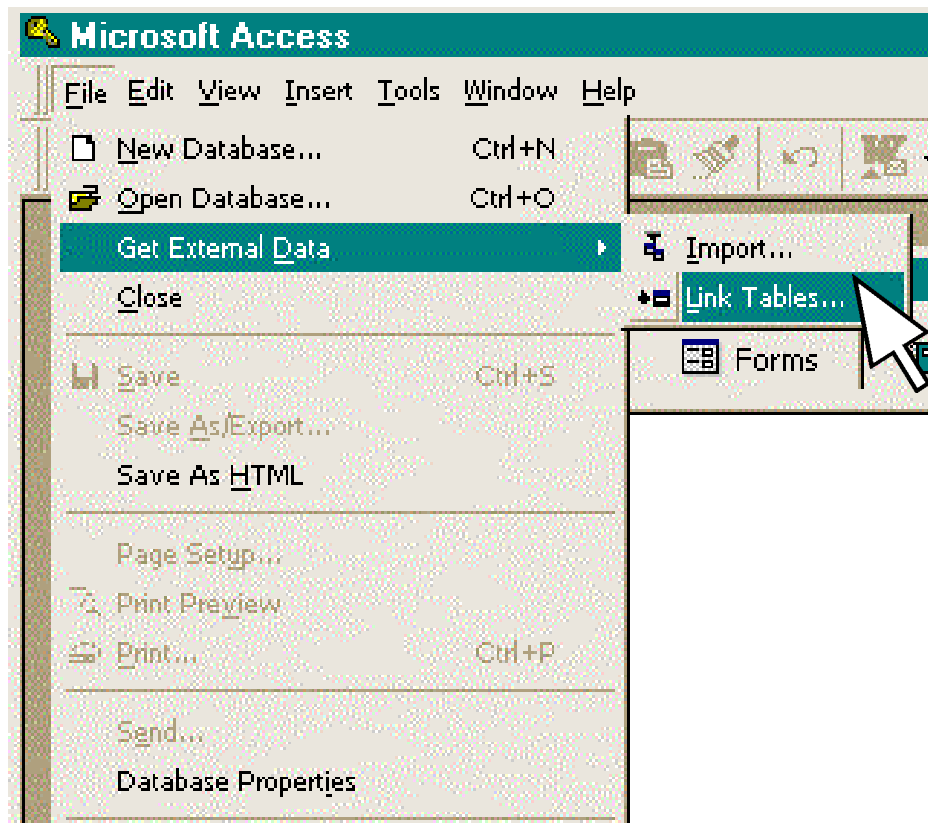 Microsoft Access
File Edit View Insert Tools Window Help
New Database... Ctrl+N
Open Database... Ctrl+O
Get External Data
Import...
Close
Link Tables...
Forms
Save Ctrl+S
Save As/Export...
Save As HTML
Page Setup...
Print Preview
Print... Ctrl+P
Send...
Database Properties